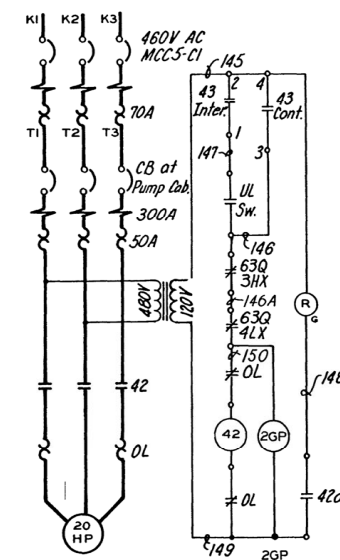 K1 K2 K3
460V AC
MCC5-C1
70A
T1 T2 T3
CB at
Pump Cab.
300A
50A
480V 120V
42
OL
20
HP
145
2 4
43
Inter.
43
Cont.
1
147
3
UL
Sw.
146
63Q
3HX
146A
63Q
4LX
150
OL
42
2GP
OL
149
2GP
R
G
148